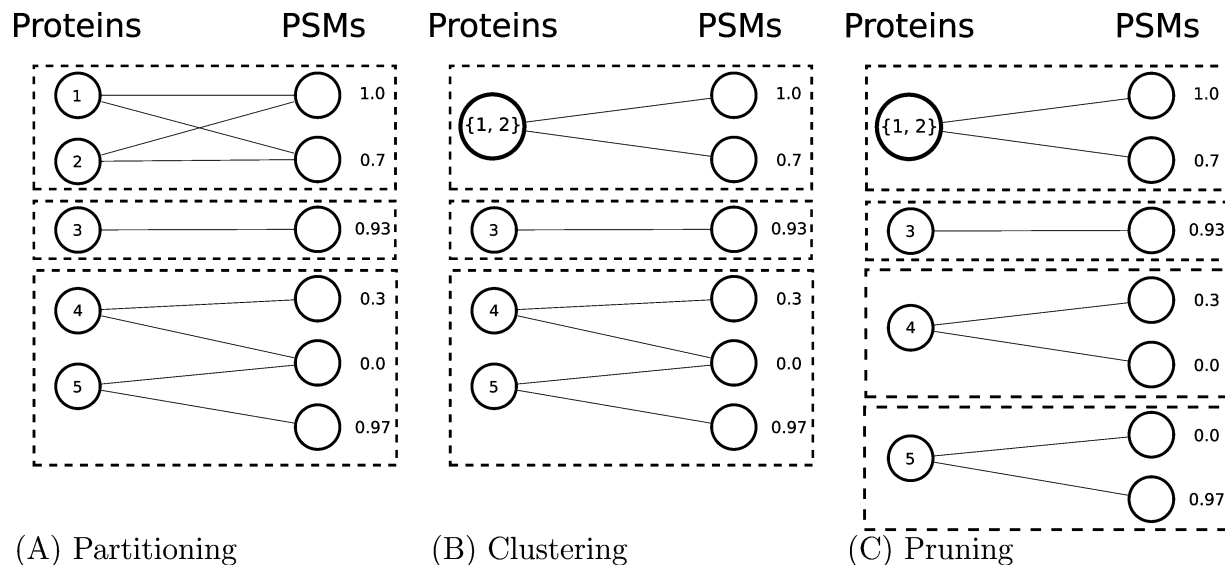 Proteins PSMs
1 1.0
2 0.7
3 0.93
4 0.3
0.0
5
0.97
(A) Partitioning
Proteins PSMs
{1, 2} 1.0
0.7
3 0.93
4 0.3
0.0
5
0.97
(B) Clustering
Proteins PSMs
{1, 2} 1.0
0.7
3 0.93
4 0.3
0.0
5 0.0
0.97
(C) Pruning